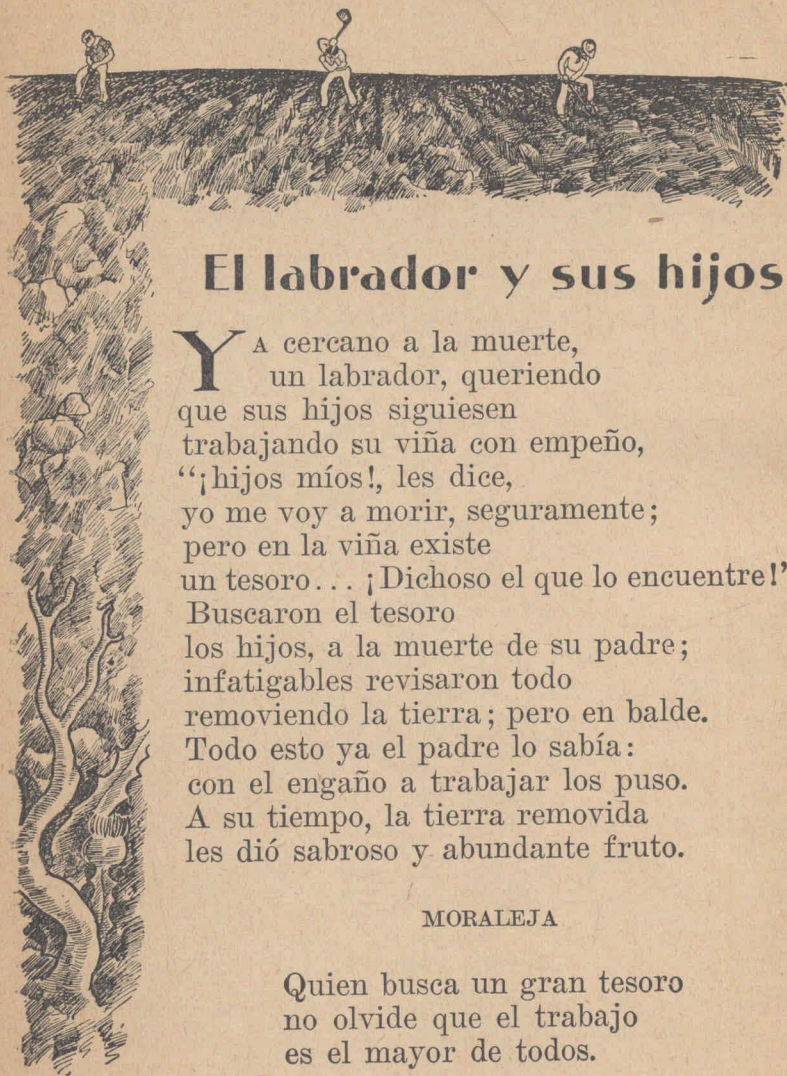 El labrador y sus hijos
YA cercano a la muerte,
un labrador, queriendo
que sus hijos siguiesen
trabajando su viña con empeño,
“¡hijos míos!, les dice,
yo me voy a morir, seguramente;
pero en la viña existe
un tesoro... ¡Dichoso el que lo encuentre!’
Buscaron el tesoro
los hijos, a la muerte de su padre;
infatigables revisaron todo
removiendo la tierra; pero en balde.
Todo esto ya el padre lo sabía:
con el engaño a trabajar los puso.
A su tiempo, la tierra removida
les dió sabroso y abundante fruto.
MORALEJA
Quien busca un gran tesoro
no olvide que el trabajo
es el mayor de todos.